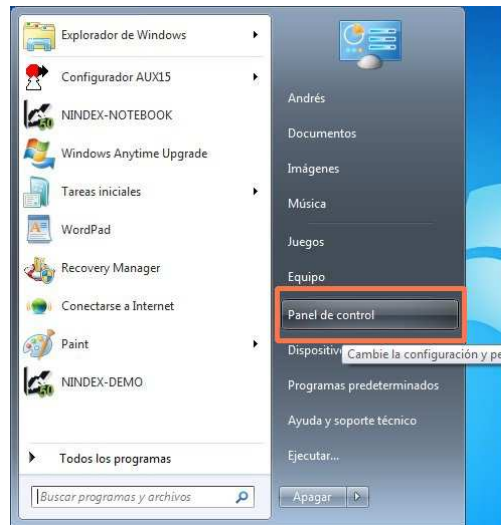 Explorador de Windows
Configurador AUX15
NINDEX-NOTEBOOK
Windows Anytime Upgrade
Tareas iniciales
WordPad
Recovery Manager
Conectarse a Internet
Paint
NINDEX-DEMO
Todos los programas
Buscar programas y archivos
Andrés
Documentos
Imágenes
Música
Juegos
Equipo
Panel de control
Cambie la configuración y pe
Dispositiv
Programas predeterminados
Ayuda y soporte técnico
Ejecutar...
Apagar